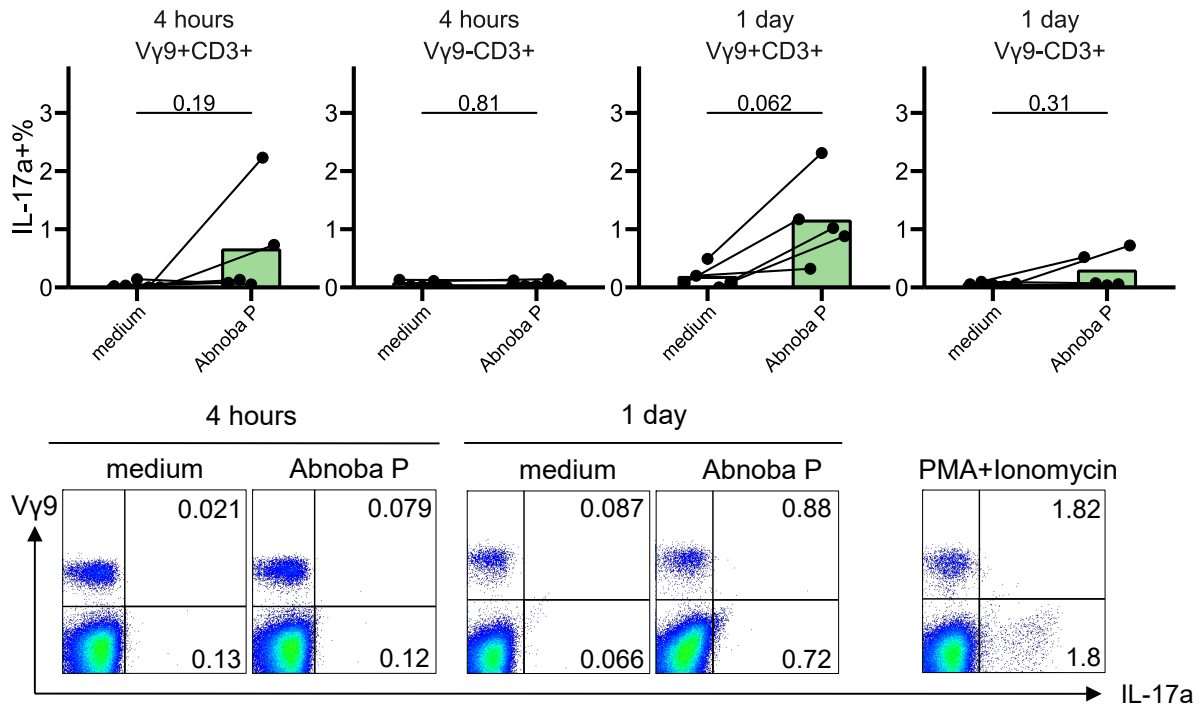 4 hours
Vγ9+CD3+
4 hours
Vγ9-CD3+
1 day
Vγ9+CD3+
1 day
Vγ9-CD3+
IL-17a+%
3
2
1
0
0.19
medium
Abnoba P
3
2
1
0
0.81
medium
Abnoba P
3
2
1
0
0.062
medium
Abnoba P
3
2
1
0
0.31
medium
Abnoba P
4 hours
1 day
medium
Abnoba P
medium
Abnoba P
PMA+Ionomycin
Vγ9
0.021
0.079
0.087
0.88
1.82
0.13
0.12
0.066
0.72
1.8
IL-17a